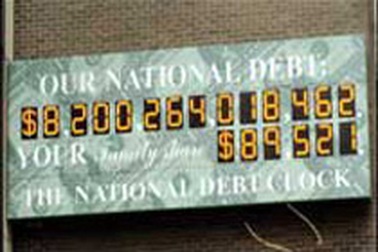 OUR NATIONAL DEBT:
$8,200,264,018,462.
YOUR family share $89,521.
THE NATIONAL DEBT CLOCK